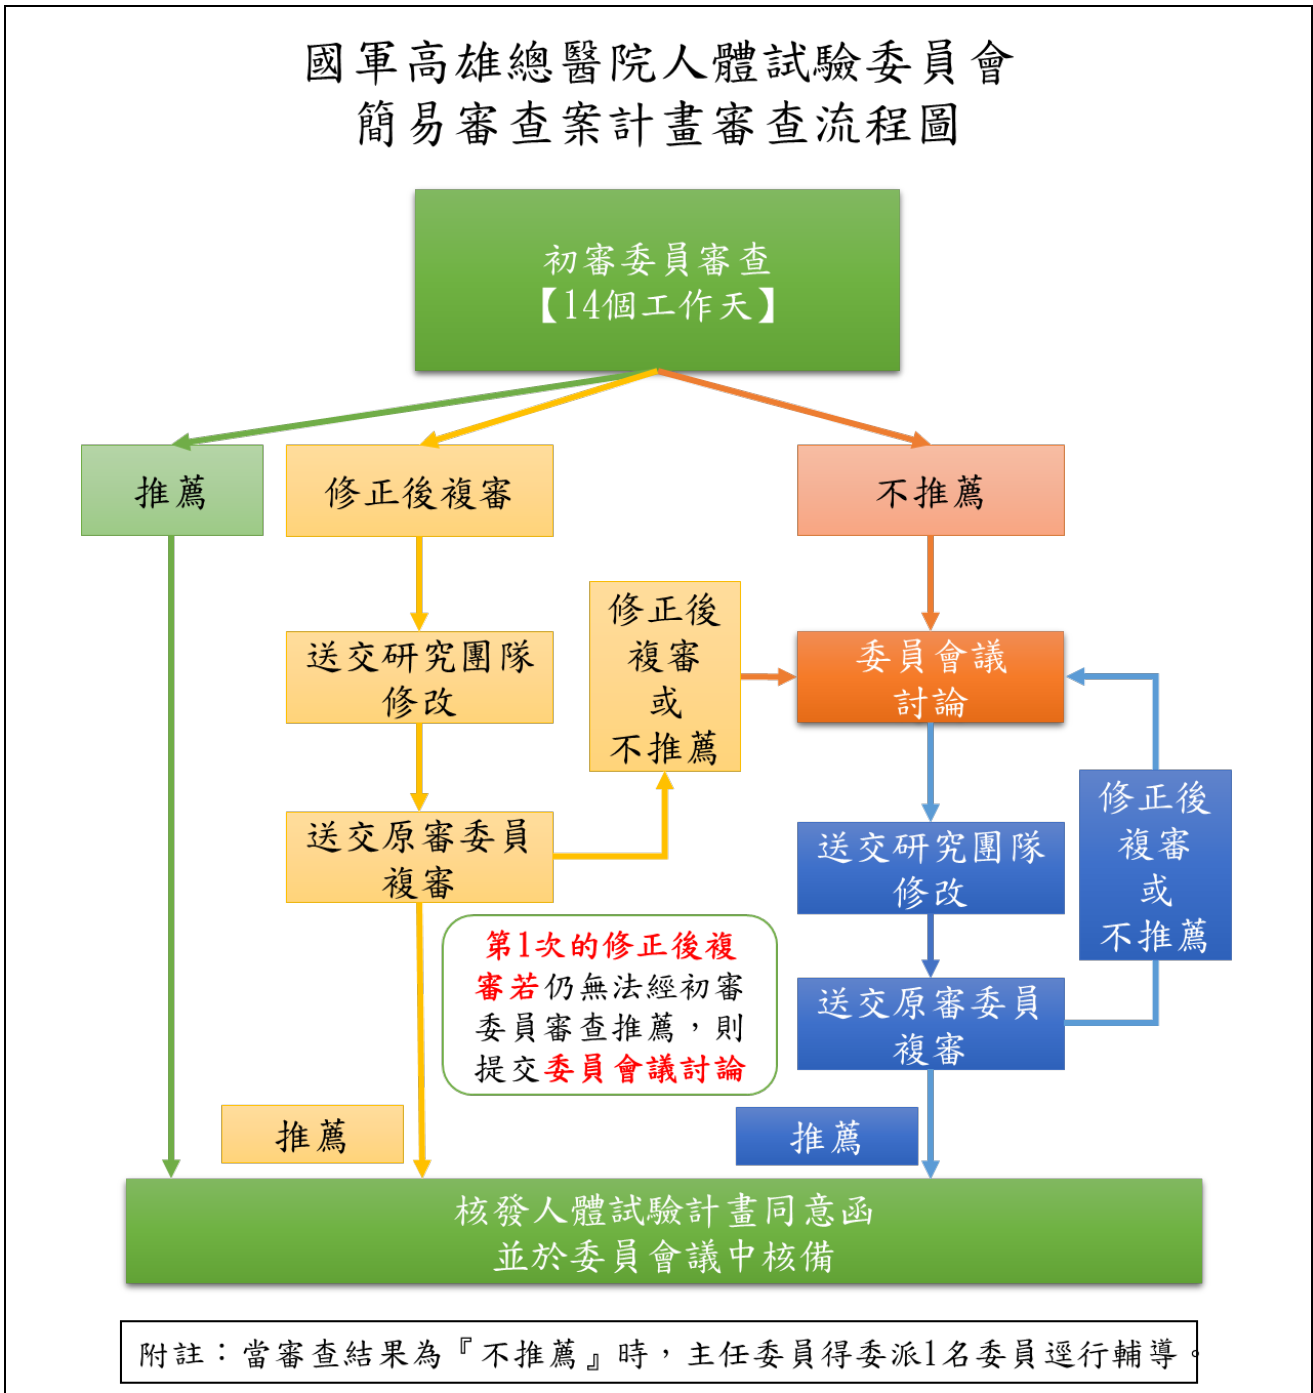 國軍高雄總醫院人體試驗委員會
簡易審查案計畫審查流程圖
初審委員審查
【14個工作天】
推薦
修正後複審
不推薦
送交研究團隊
修改
修正後
複審
或
不推薦
委員會議
討論
送交原審委員
複審
送交研究團隊
修改
修正後
複審
或
不推薦
第1次的修正後複
審若仍無法經初審
委員審查推薦，則
提交委員會議討論
送交原審委員
複審
推薦
推薦
核發人體試驗計畫同意函
並於委員會議中核備
附註：當審查結果為『不推薦』時，主任委員得委派1名委員逕行輔導。